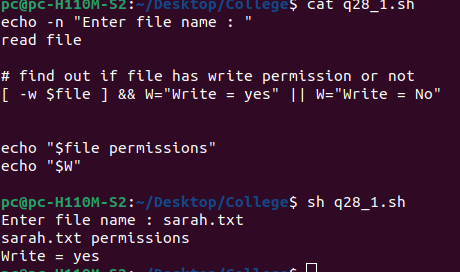 pc@pc-H110M-S2:~/Desktop/College$ cat q28_1.sh
echo -n "Enter file name : "
read file
# find out if file has write permission or not
[ -w $file ] && W="Write = yes" || W="Write = No"
echo "$file permissions"
echo "$W"
pc@pc-H110M-S2:~/Desktop/College$ sh q28_1.sh
Enter file name : sarah.txt
sarah.txt permissions
Write = yes
pc@pc-H110M-S2:~/Desktop/College$